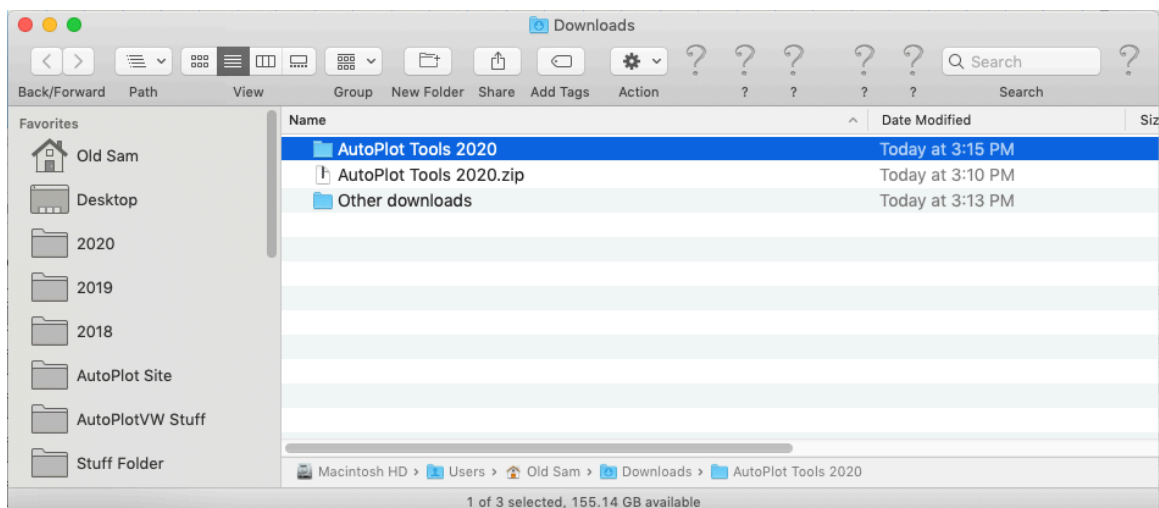 Downloads
Search
Back/Forward Path View Group New Folder Share Add Tags Action ? ? ? ? Search
Favorites
Old Sam
Desktop
2020
2019
2018
AutoPlot Site
AutoPlotVW Stuff
Stuff Folder
Name Date Modified Siz
AutoPlot Tools 2020 Today at 3:15 PM
AutoPlot Tools 2020.zip Today at 3:10 PM
Other downloads Today at 3:13 PM
Macintosh HD › Users › Old Sam › Downloads › AutoPlot Tools 2020
1 of 3 selected, 155.14 GB available